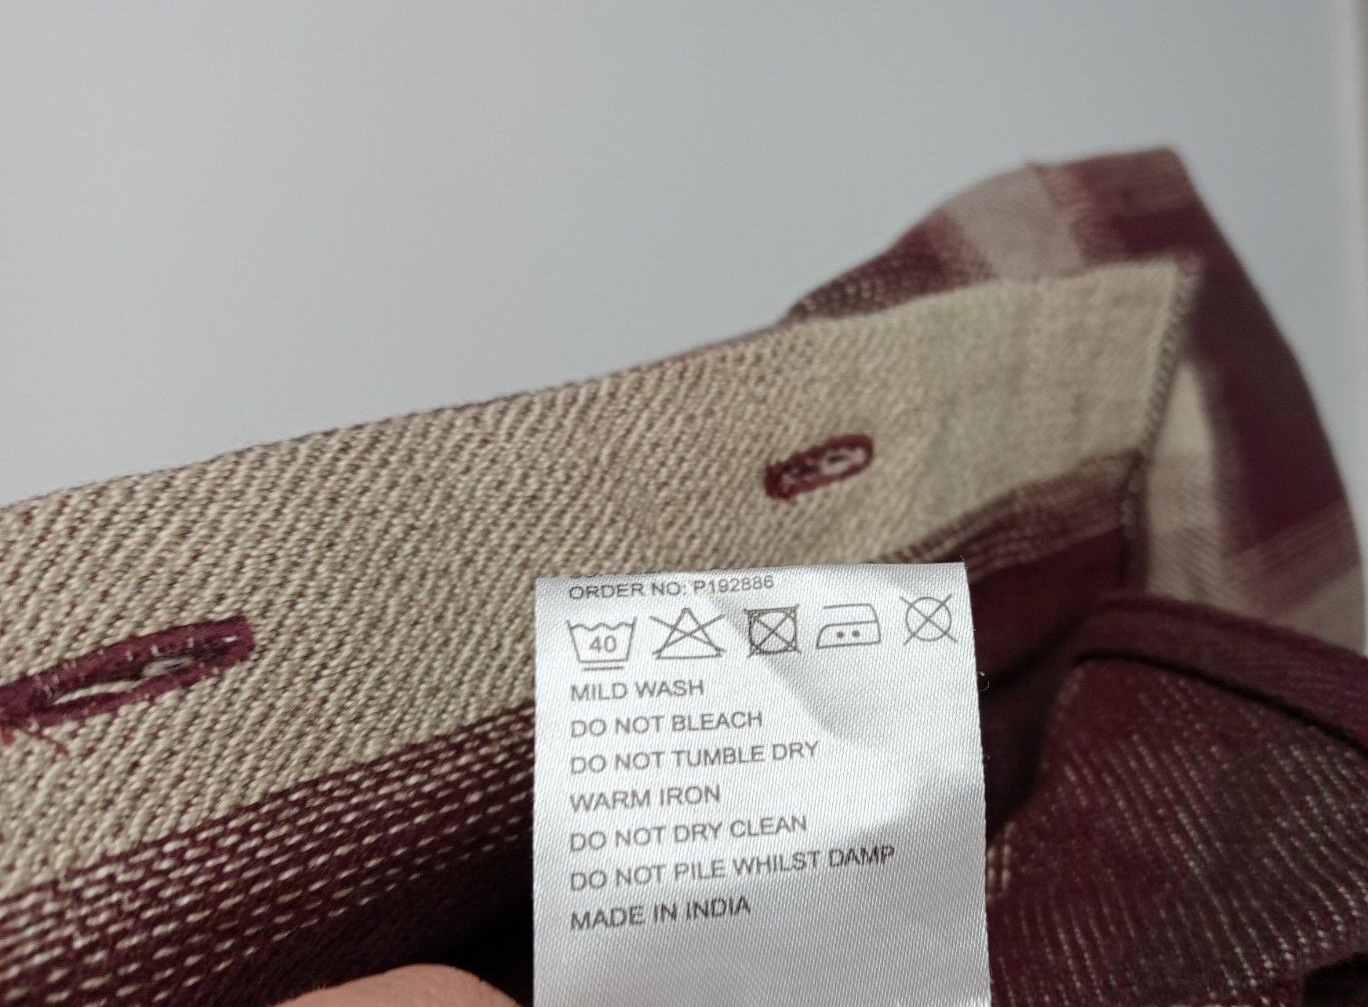 ORDER NO: P192886
40
MILD WASH
DO NOT BLEACH
DO NOT TUMBLE DRY
WARM IRON
DO NOT DRY CLEAN
DO NOT PILE WHILST DAMP
MADE IN INDIA